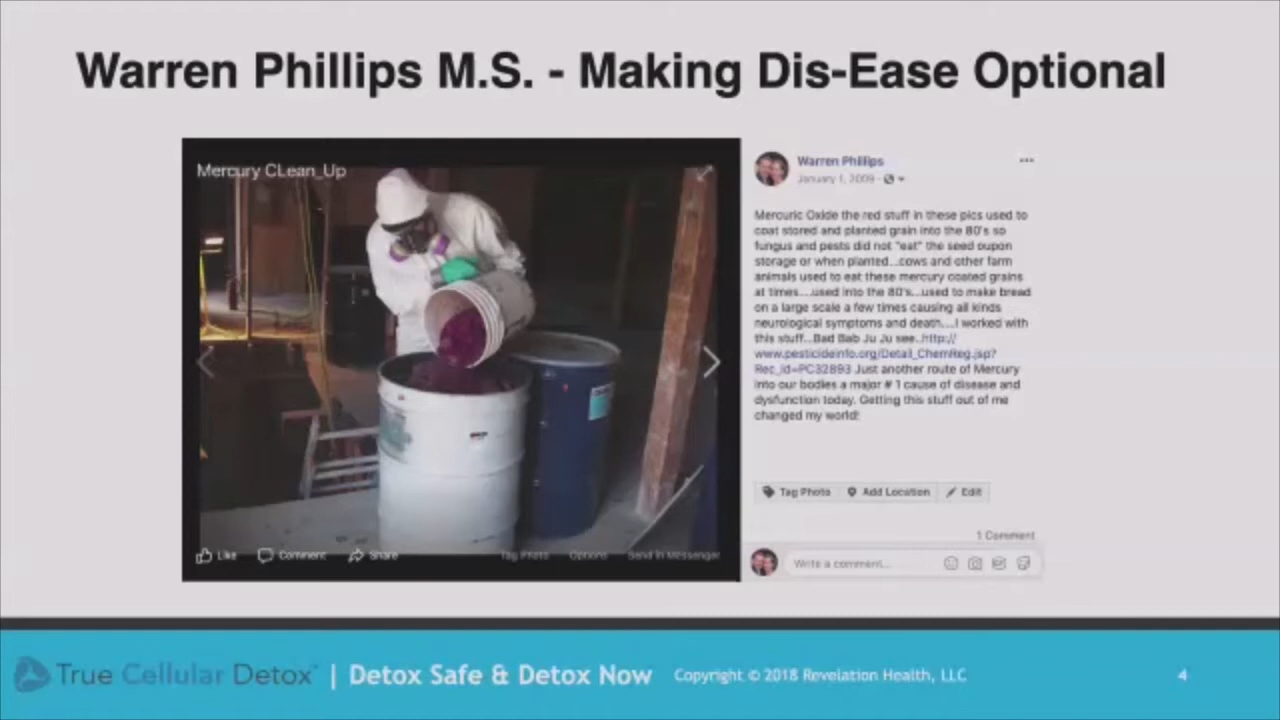 Warren Phillips M.S. - Making Dis-Ease Optional
Mercury CLean_Up
Like Comment Share Tag Photo Options Send in Messenger
Warren Phillips
January 1, 2009
Mercuric Oxide the red stuff in these pics used to
coat stored and planted grain into the 80's so
fungus and pests did not "eat" the seed oupon
storage or when planted...cows and other farm
animals used to eat these mercury coated grains
at times....used into the 80's...used to make bread
on a large scale a few times causing all kinds
neurological symptoms and death....I worked with
this stuff...Bad Bab Ju Ju see..http://
www.pesticideinfo.org/Detail_ChemReg.jsp?
Rec_Id=PC32893 Just another route of Mercury
into our bodies a major # 1 cause of disease and
dysfunction today. Getting this stuff out of me
changed my world!
Tag Photo Add Location Edit
1 Comment
Write a comment...
True Cellular Detox™ | Detox Safe & Detox Now Copyright © 2018 Revelation Health, LLC 4